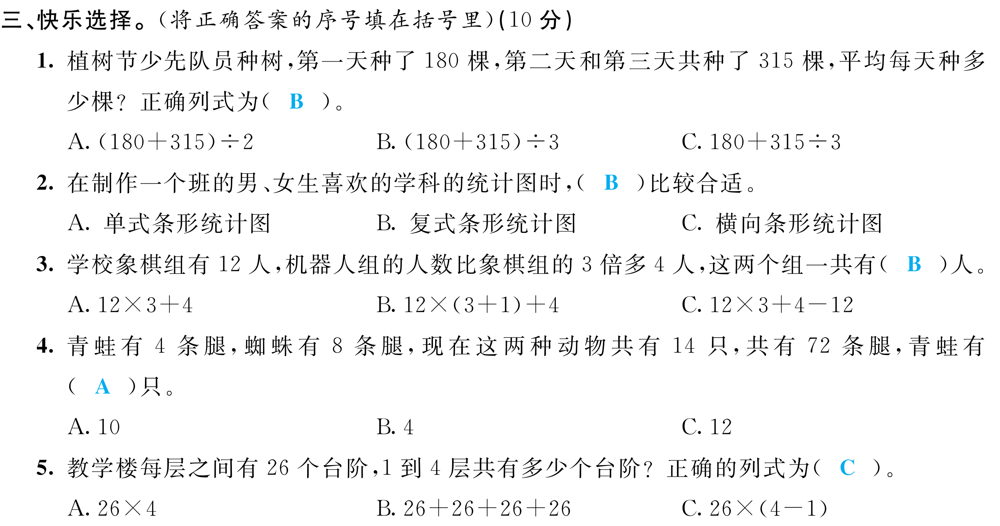 三、快乐选择。(将正确答案的序号填在括号里)(10 分)
1. 植树节少先队员种树,第一天种了 180 棵,第二天和第三天共种了 315 棵,平均每天种多
少棵? 正确列式为( B )。
A. (180+315)÷2 B. (180+315)÷3 C. 180+315÷3
2. 在制作一个班的男、女生喜欢的学科的统计图时,( B )比较合适。
A. 单式条形统计图 B. 复式条形统计图 C. 横向条形统计图
3. 学校象棋组有 12 人,机器人组的人数比象棋组的 3 倍多 4 人,这两个组一共有( B )人。
A. 12×3+4 B. 12×(3+1)+4 C. 12×3+4-12
4. 青蛙有 4 条腿,蜘蛛有 8 条腿,现在这两种动物共有 14 只,共有 72 条腿,青蛙有
( A )只。
A. 10 B. 4 C. 12
5. 教学楼每层之间有 26 个台阶,1 到 4 层共有多少个台阶? 正确的列式为( C )。
A. 26×4 B. 26+26+26+26 C. 26×(4-1)